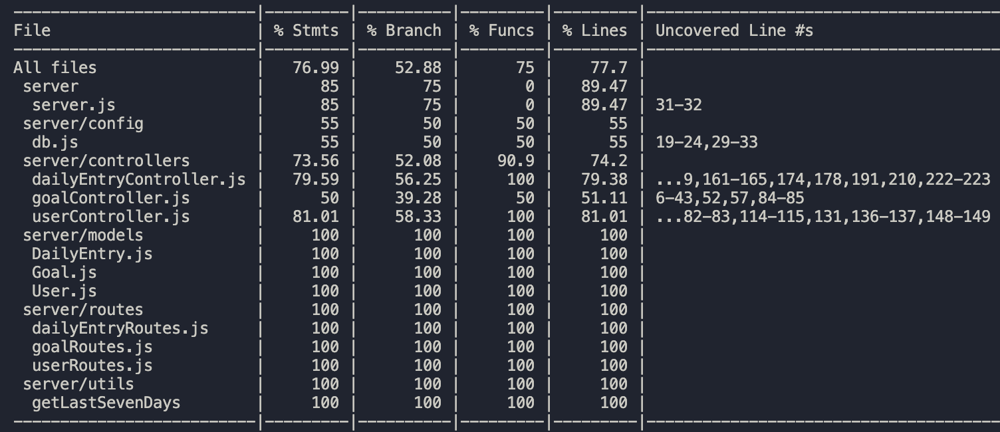 File | % Stmts | % Branch | % Funcs | % Lines | Uncovered Line #s
All files | 76.99 | 52.88 | 75 | 77.7 |
server | 85 | 75 | 0 | 89.47 |
server.js | 85 | 75 | 0 | 89.47 | 31-32
server/config | 55 | 50 | 50 | 55 |
db.js | 55 | 50 | 50 | 55 | 19-24,29-33
server/controllers | 73.56 | 52.08 | 90.9 | 74.2 |
dailyEntryController.js | 79.59 | 56.25 | 100 | 79.38 | ...9,161-165,174,178,191,210,222-223
goalController.js | 50 | 39.28 | 50 | 51.11 | 6-43,52,57,84-85
userController.js | 81.01 | 58.33 | 100 | 81.01 | ...82-83,114-115,131,136-137,148-149
server/models | 100 | 100 | 100 | 100 |
DailyEntry.js | 100 | 100 | 100 | 100 |
Goal.js | 100 | 100 | 100 | 100 |
User.js | 100 | 100 | 100 | 100 |
server/routes | 100 | 100 | 100 | 100 |
dailyEntryRoutes.js | 100 | 100 | 100 | 100 |
goalRoutes.js | 100 | 100 | 100 | 100 |
userRoutes.js | 100 | 100 | 100 | 100 |
server/utils | 100 | 100 | 100 | 100 |
getLastSevenDays | 100 | 100 | 100 | 100 |